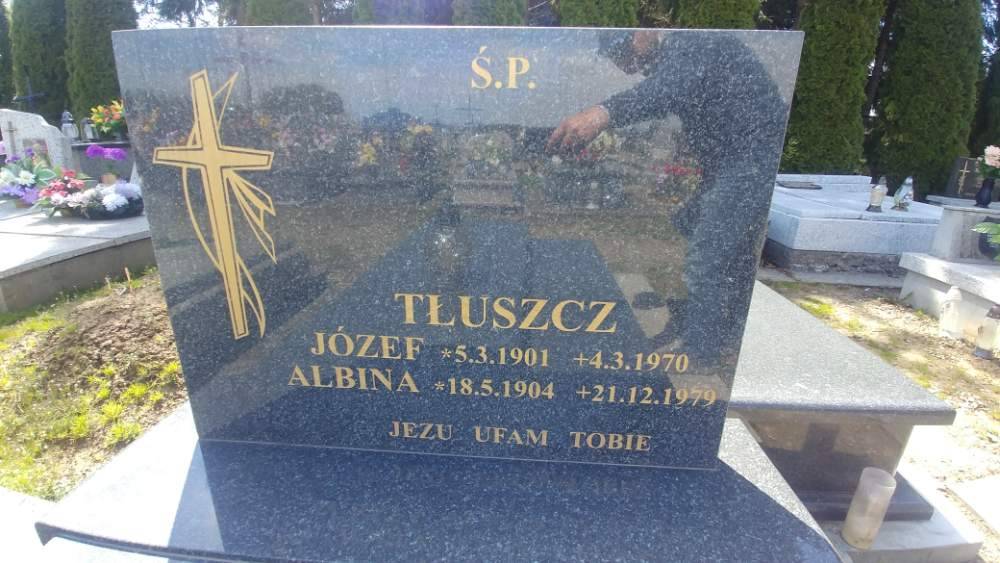 Ś.P.
TŁUSZCZ
JÓZEF *5.3.1901 +4.3.1970
ALBINA *18.5.1904 +21.12.1979
JEZU UFAM TOBIE